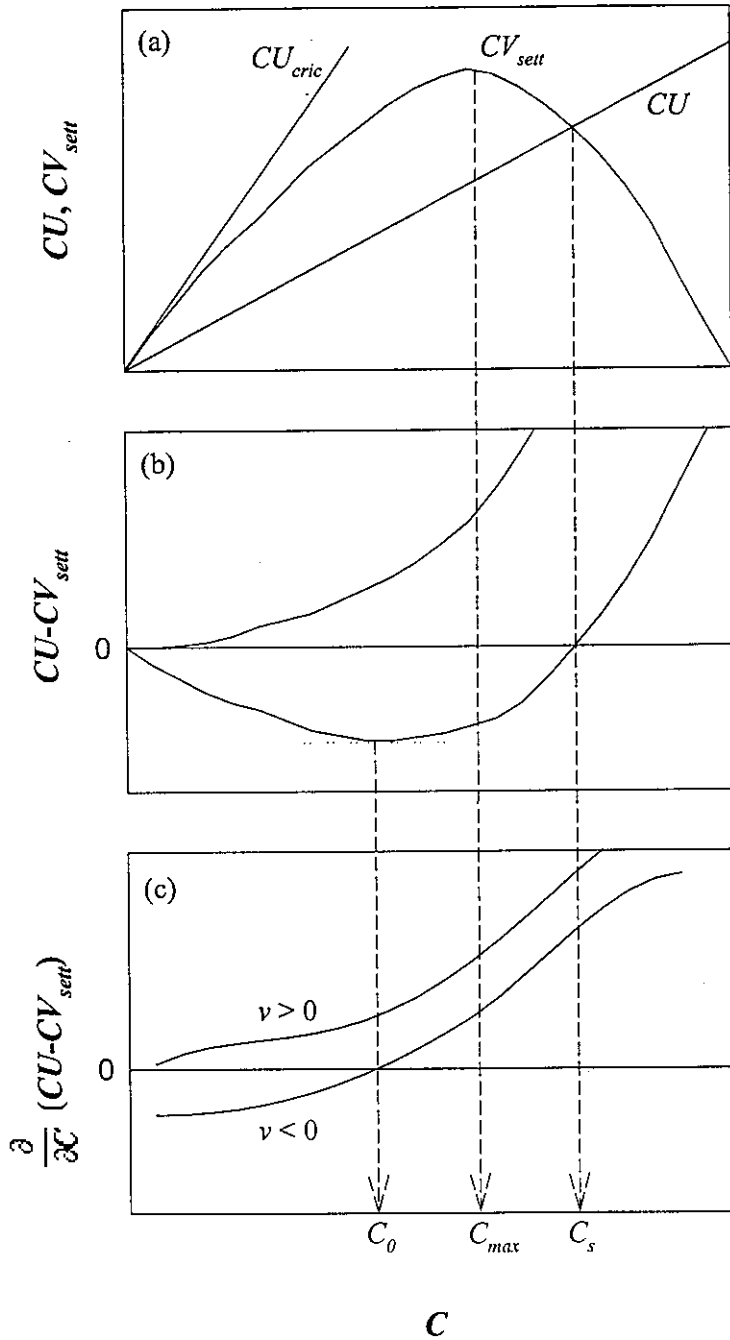 (a)
CU_cric
CV_sett
CU
CU, CV_sett
(b)
CU-CV_sett
0
(c)
∂/∂C (CU-CV_sett)
v > 0
0
v < 0
C_0
C_max
C_s
C